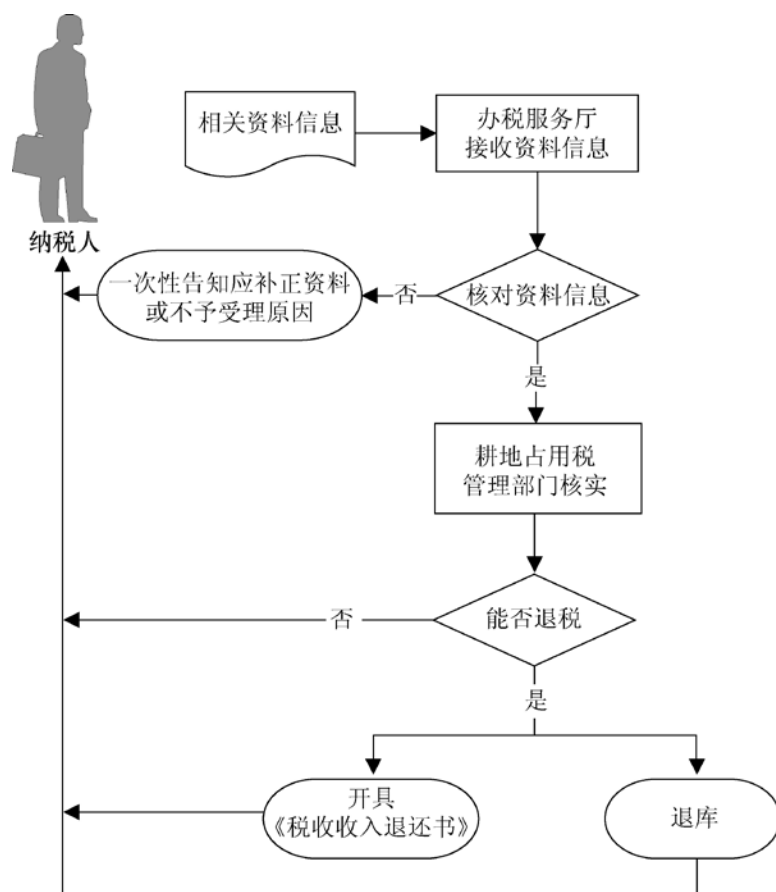 相关资料信息
办税服务厅
接收资料信息
纳税人
一次性告知应补正资料
或不予受理原因
否
核对资料信息
是
耕地占用税
管理部门核实
否
能否退税
是
开具
《税收收入退还书》
退库